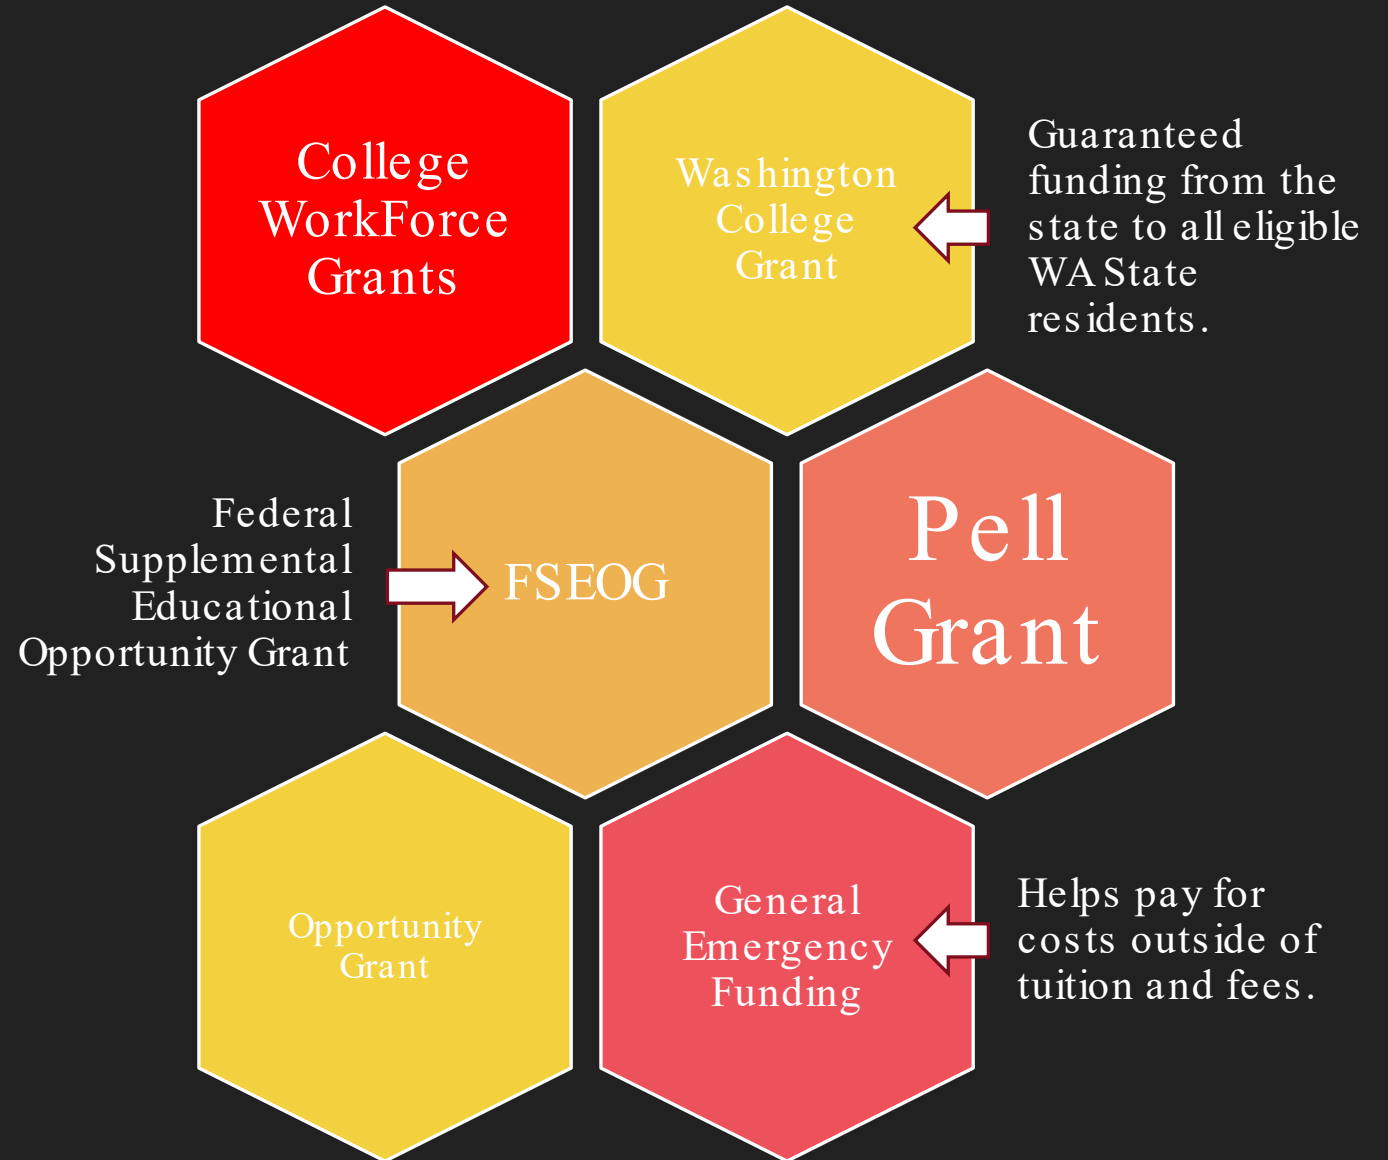 College
WorkForce
Grants
Washington
College
Grant
Guaranteed
funding from the
state to all eligible
WA State
residents.
Federal
Supplemental
Educational
Opportunity Grant
FSEOG
Pell
Grant
Opportunity
Grant
General
Emergency
Funding
Helps pay for
costs outside of
tuition and fees.